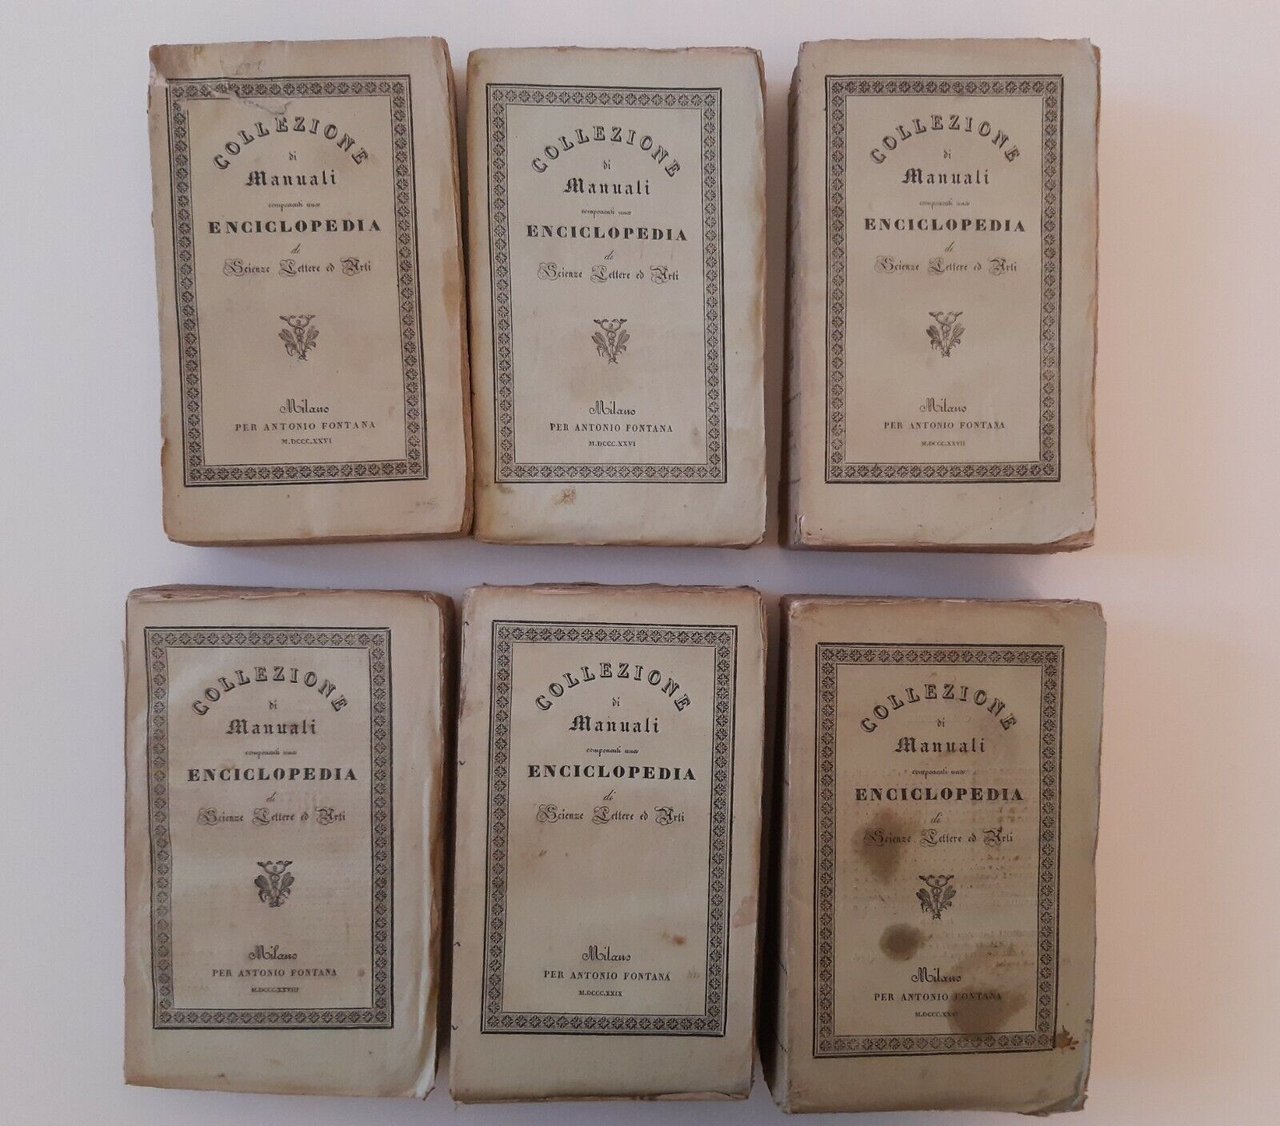 COLLEZIONE
di
Manuali
componenti una
ENCICLOPEDIA
di
Scienze Lettere ed Arti
Milano
PER ANTONIO FONTANA
M.DCCC.XXVI
COLLEZIONE
di
Manuali
componenti una
ENCICLOPEDIA
di
Scienze Lettere ed Arti
Milano
PER ANTONIO FONTANA
M.DCCC.XXVI
COLLEZIONE
di
Manuali
componenti una
ENCICLOPEDIA
di
Scienze Lettere ed Arti
Milano
PER ANTONIO FONTANA
M.DCCC.XXVII
COLLEZIONE
di
Manuali
componenti una
ENCICLOPEDIA
di
Scienze Lettere ed Arti
Milano
PER ANTONIO FONTANA
M.DCCC.XXVIII
COLLEZIONE
di
Manuali
componenti una
ENCICLOPEDIA
di
Scienze Lettere ed Arti
Milano
PER ANTONIO FONTANA
M.DCCC.XXIX
COLLEZIONE
di
Manuali
componenti una
ENCICLOPEDIA
di
Scienze Lettere ed Arti
Milano
PER ANTONIO FONTANA